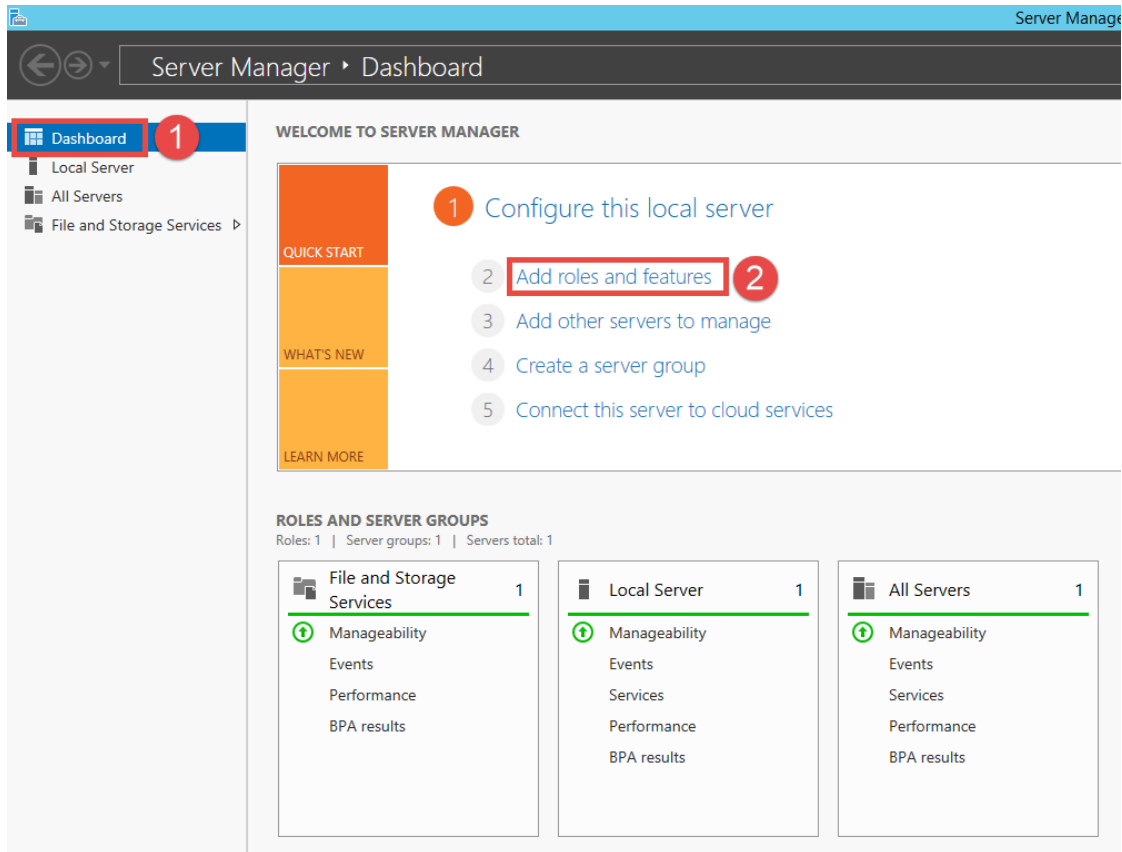 Server Manage
Server Manager • Dashboard
Dashboard
1
Local Server
All Servers
File and Storage Services
WELCOME TO SERVER MANAGER
QUICK START
WHAT'S NEW
LEARN MORE
1 Configure this local server
2 Add roles and features 2
3 Add other servers to manage
4 Create a server group
5 Connect this server to cloud services
ROLES AND SERVER GROUPS
Roles: 1 | Server groups: 1 | Servers total: 1
File and Storage
Services
1
Manageability
Events
Performance
BPA results
Local Server 1
Manageability
Events
Services
Performance
BPA results
All Servers 1
Manageability
Events
Services
Performance
BPA results